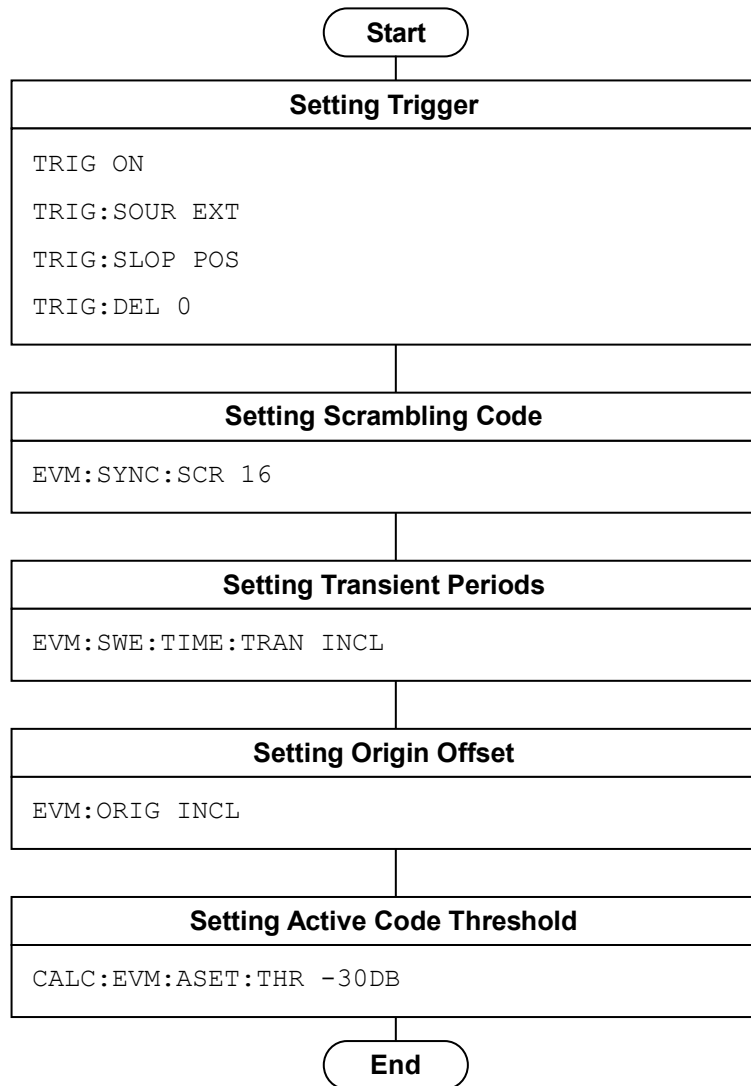 Start
Setting Trigger
TRIG ON
TRIG:SOUR EXT
TRIG:SLOP POS
TRIG:DEL 0
Setting Scrambling Code
EVM:SYNC:SCR 16
Setting Transient Periods
EVM:SWE:TIME:TRAN INCL
Setting Origin Offset
EVM:ORIG INCL
Setting Active Code Threshold
CALC:EVM:ASET:THR -30DB
End